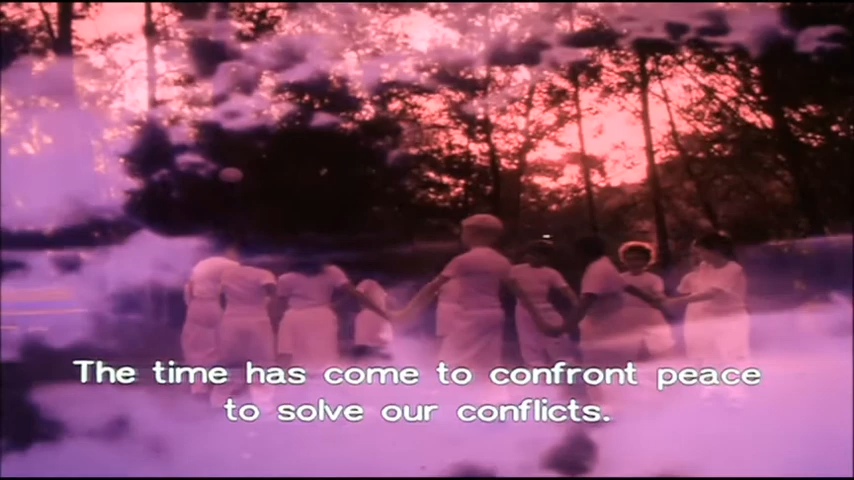 The time has come to confront peace
to solve our conflicts.